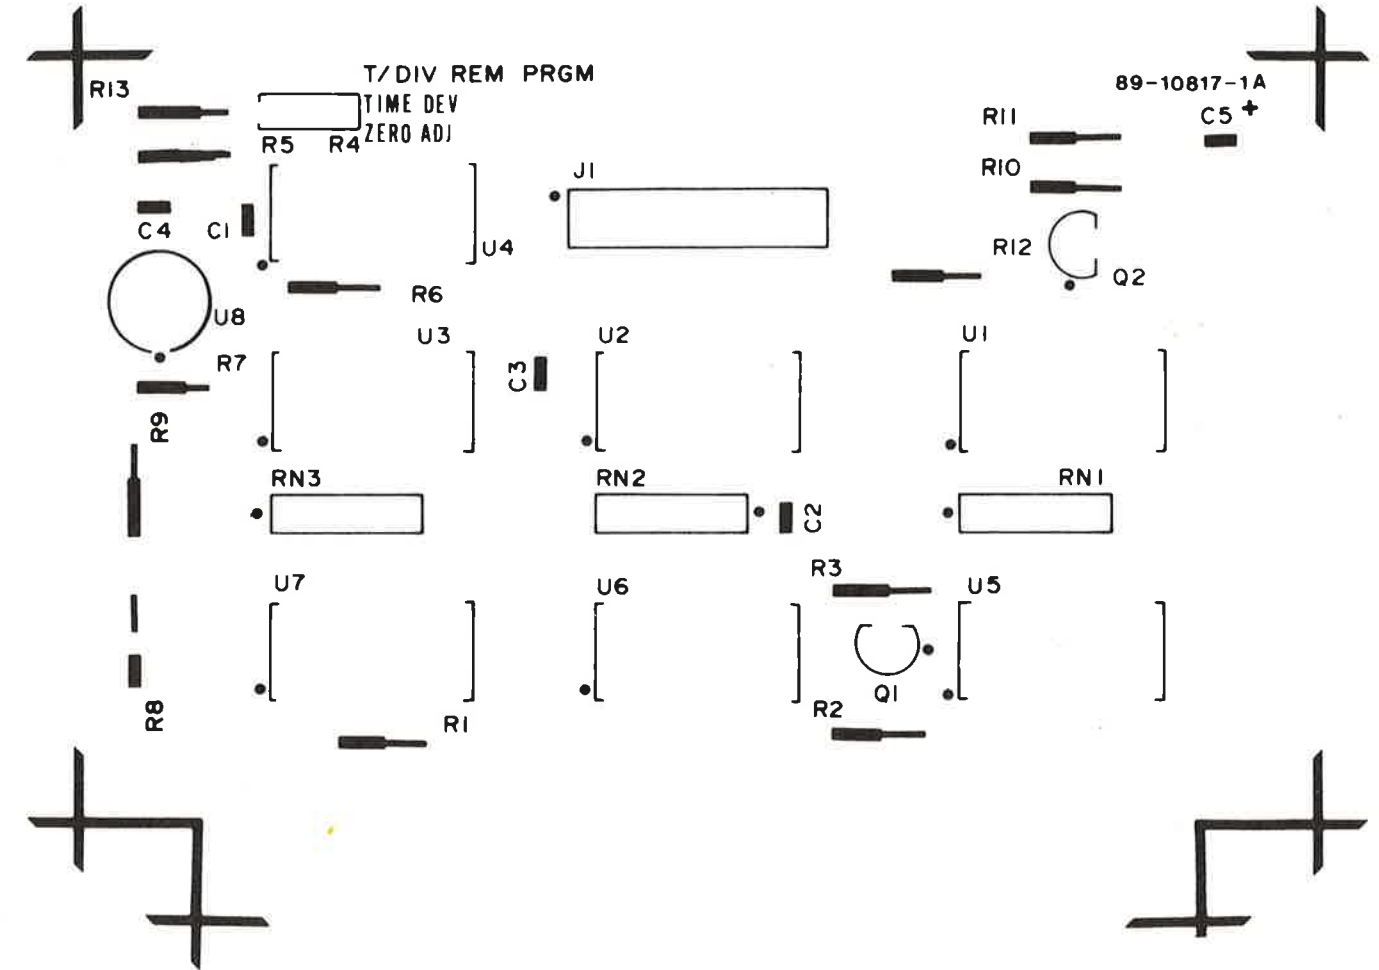 T/DIV REM PRGM
89-10817-1A
R13
TIME DEV
C5 +
R11
ZERO ADJ
R5
R4
R10
J1
C4
C1
U4
R12
Q2
R6
U8
U3
U2
U1
R7
C3
R9
RN3
RN2
RN1
C2
R3
U7
U6
U5
Q1
R8
R1
R2